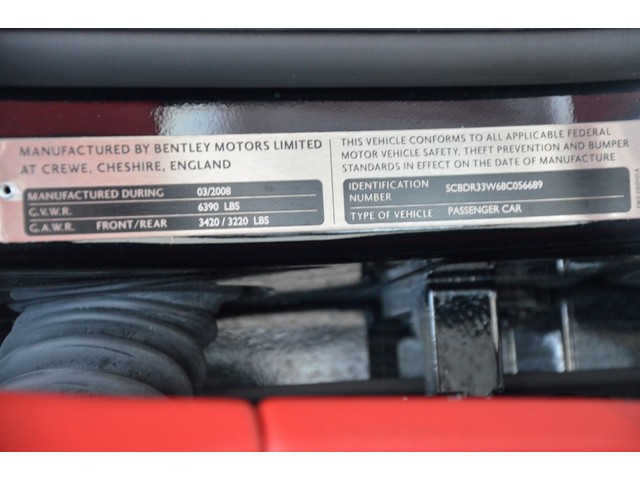 MANUFACTURED BY BENTLEY MOTORS LIMITED
AT CREWE, CHESHIRE, ENGLAND
MANUFACTURED DURING 03/2008
G.V.W.R. 6390 LBS
G.A.W.R. FRONT/REAR 3420 / 3220 LBS
THIS VEHICLE CONFORMS TO ALL APPLICABLE FEDERAL
MOTOR VEHICLE SAFETY, THEFT PREVENTION AND BUMPER
STANDARDS IN EFFECT ON THE DATE OF MANUFACTURE
IDENTIFICATION NUMBER SCBDR33W68C056689
TYPE OF VEHICLE PASSENGER CAR